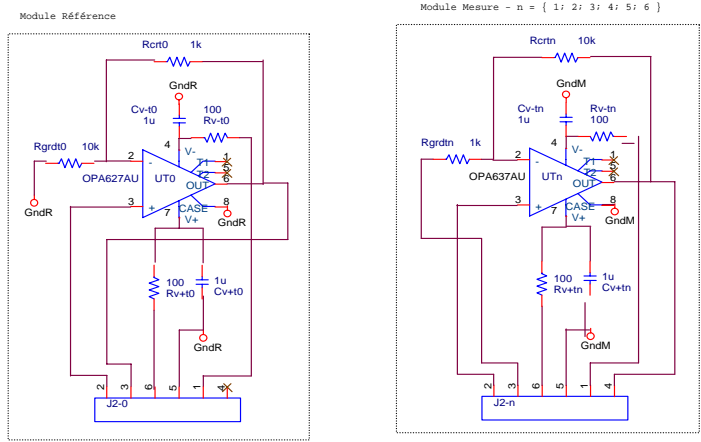 Module Référence
Rcrt0 1k
GndR
Cv-t0
1u
100
Rv-t0
Rgrdt0 10k
4
V-
2
-
T1
1
T2
5
OPA627AU
UT0
OUT
6
3
+
CASE
8
7
V+
GndR
100
Rv+t0
1u
Cv+t0
GndR
2
3
6
5
1
4
J2-0
Module Mesure - n = { 1; 2; 3; 4; 5; 6 }
Rcrtn 10k
GndM
Cv-tn
1u
Rv-tn
100
Rgrdtn 1k
4
V-
2
-
T1
1
T2
5
OPA637AU
UTn
OUT
6
3
+
CASE
8
7
V+
GndM
100
Rv+tn
1u
Cv+tn
GndM
2
3
6
5
1
4
J2-n